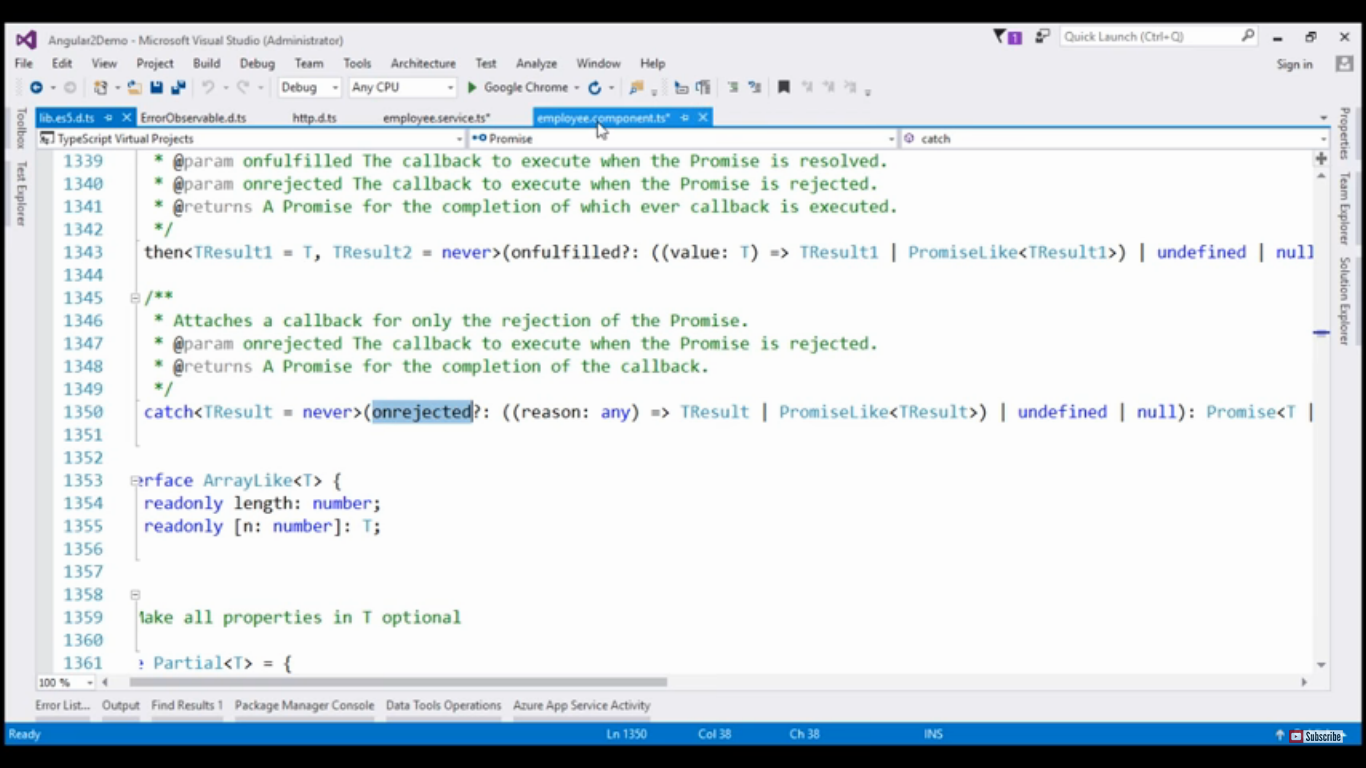 Angular2Demo - Microsoft Visual Studio (Administrator)
1
Quick Launch (Ctrl+Q)
File Edit View Project Build Debug Team Tools Architecture Test Analyze Window Help
Sign in
Debug Any CPU Google Chrome
lib.es5.d.ts ErrorObservable.d.ts http.d.ts employee.service.ts* employee.component.ts*
TypeScript Virtual Projects Promise catch
Toolbox
Test Explorer
Properties
Team Explorer
Solution Explorer
1339 * @param onfulfilled The callback to execute when the Promise is resolved.
1340 * @param onrejected The callback to execute when the Promise is rejected.
1341 * @returns A Promise for the completion of which ever callback is executed.
1342 */
1343 then<TResult1 = T, TResult2 = never>(onfulfilled?: ((value: T) => TResult1 | PromiseLike<TResult1>) | undefined | null
1344
1345 /**
1346 * Attaches a callback for only the rejection of the Promise.
1347 * @param onrejected The callback to execute when the Promise is rejected.
1348 * @returns A Promise for the completion of the callback.
1349 */
1350 catch<TResult = never>(onrejected?: ((reason: any) => TResult | PromiseLike<TResult>) | undefined | null): Promise<T |
1351
1352
1353 erface ArrayLike<T> {
1354 readonly length: number;
1355 readonly [n: number]: T;
1356
1357
1358
1359 Make all properties in T optional
1360
1361 e Partial<T> = {
100 %
Error List... Output Find Results 1 Package Manager Console Data Tools Operations Azure App Service Activity
Ready Ln 1350 Col 38 Ch 38 INS
Subscribe